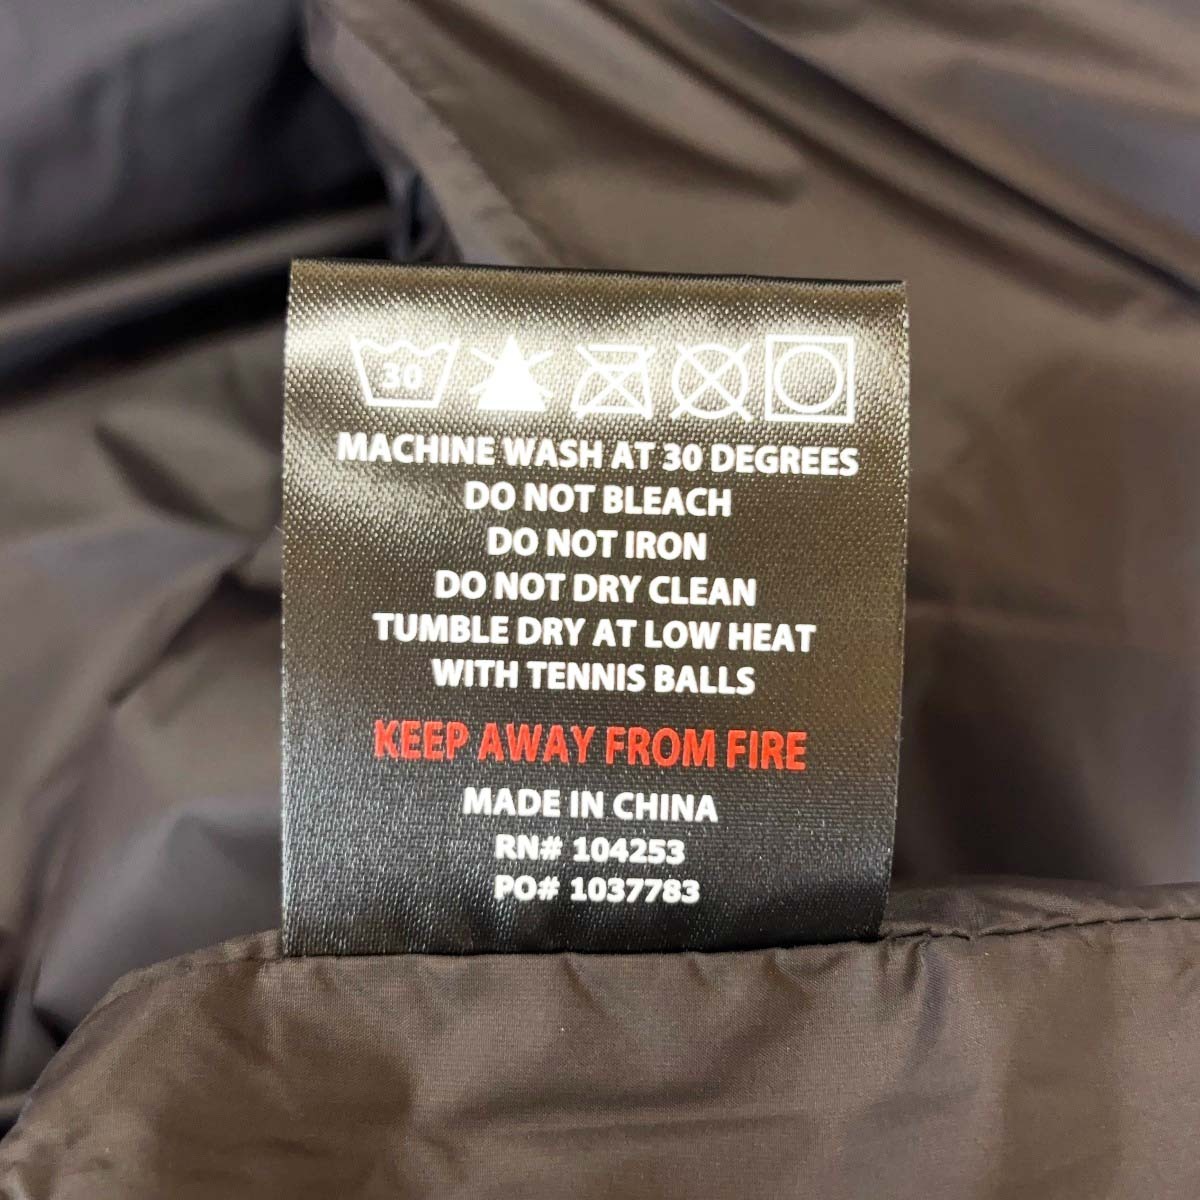 30
MACHINE WASH AT 30 DEGREES
DO NOT BLEACH
DO NOT IRON
DO NOT DRY CLEAN
TUMBLE DRY AT LOW HEAT
WITH TENNIS BALLS
KEEP AWAY FROM FIRE
MADE IN CHINA
RN# 104253
PO# 1037783